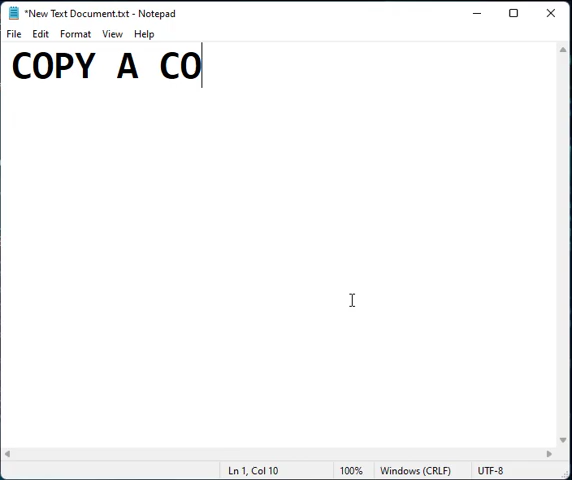 *New Text Document.txt - Notepad
File Edit Format View Help
COPY A CO
Ln 1, Col 10 100% Windows (CRLF) UTF-8